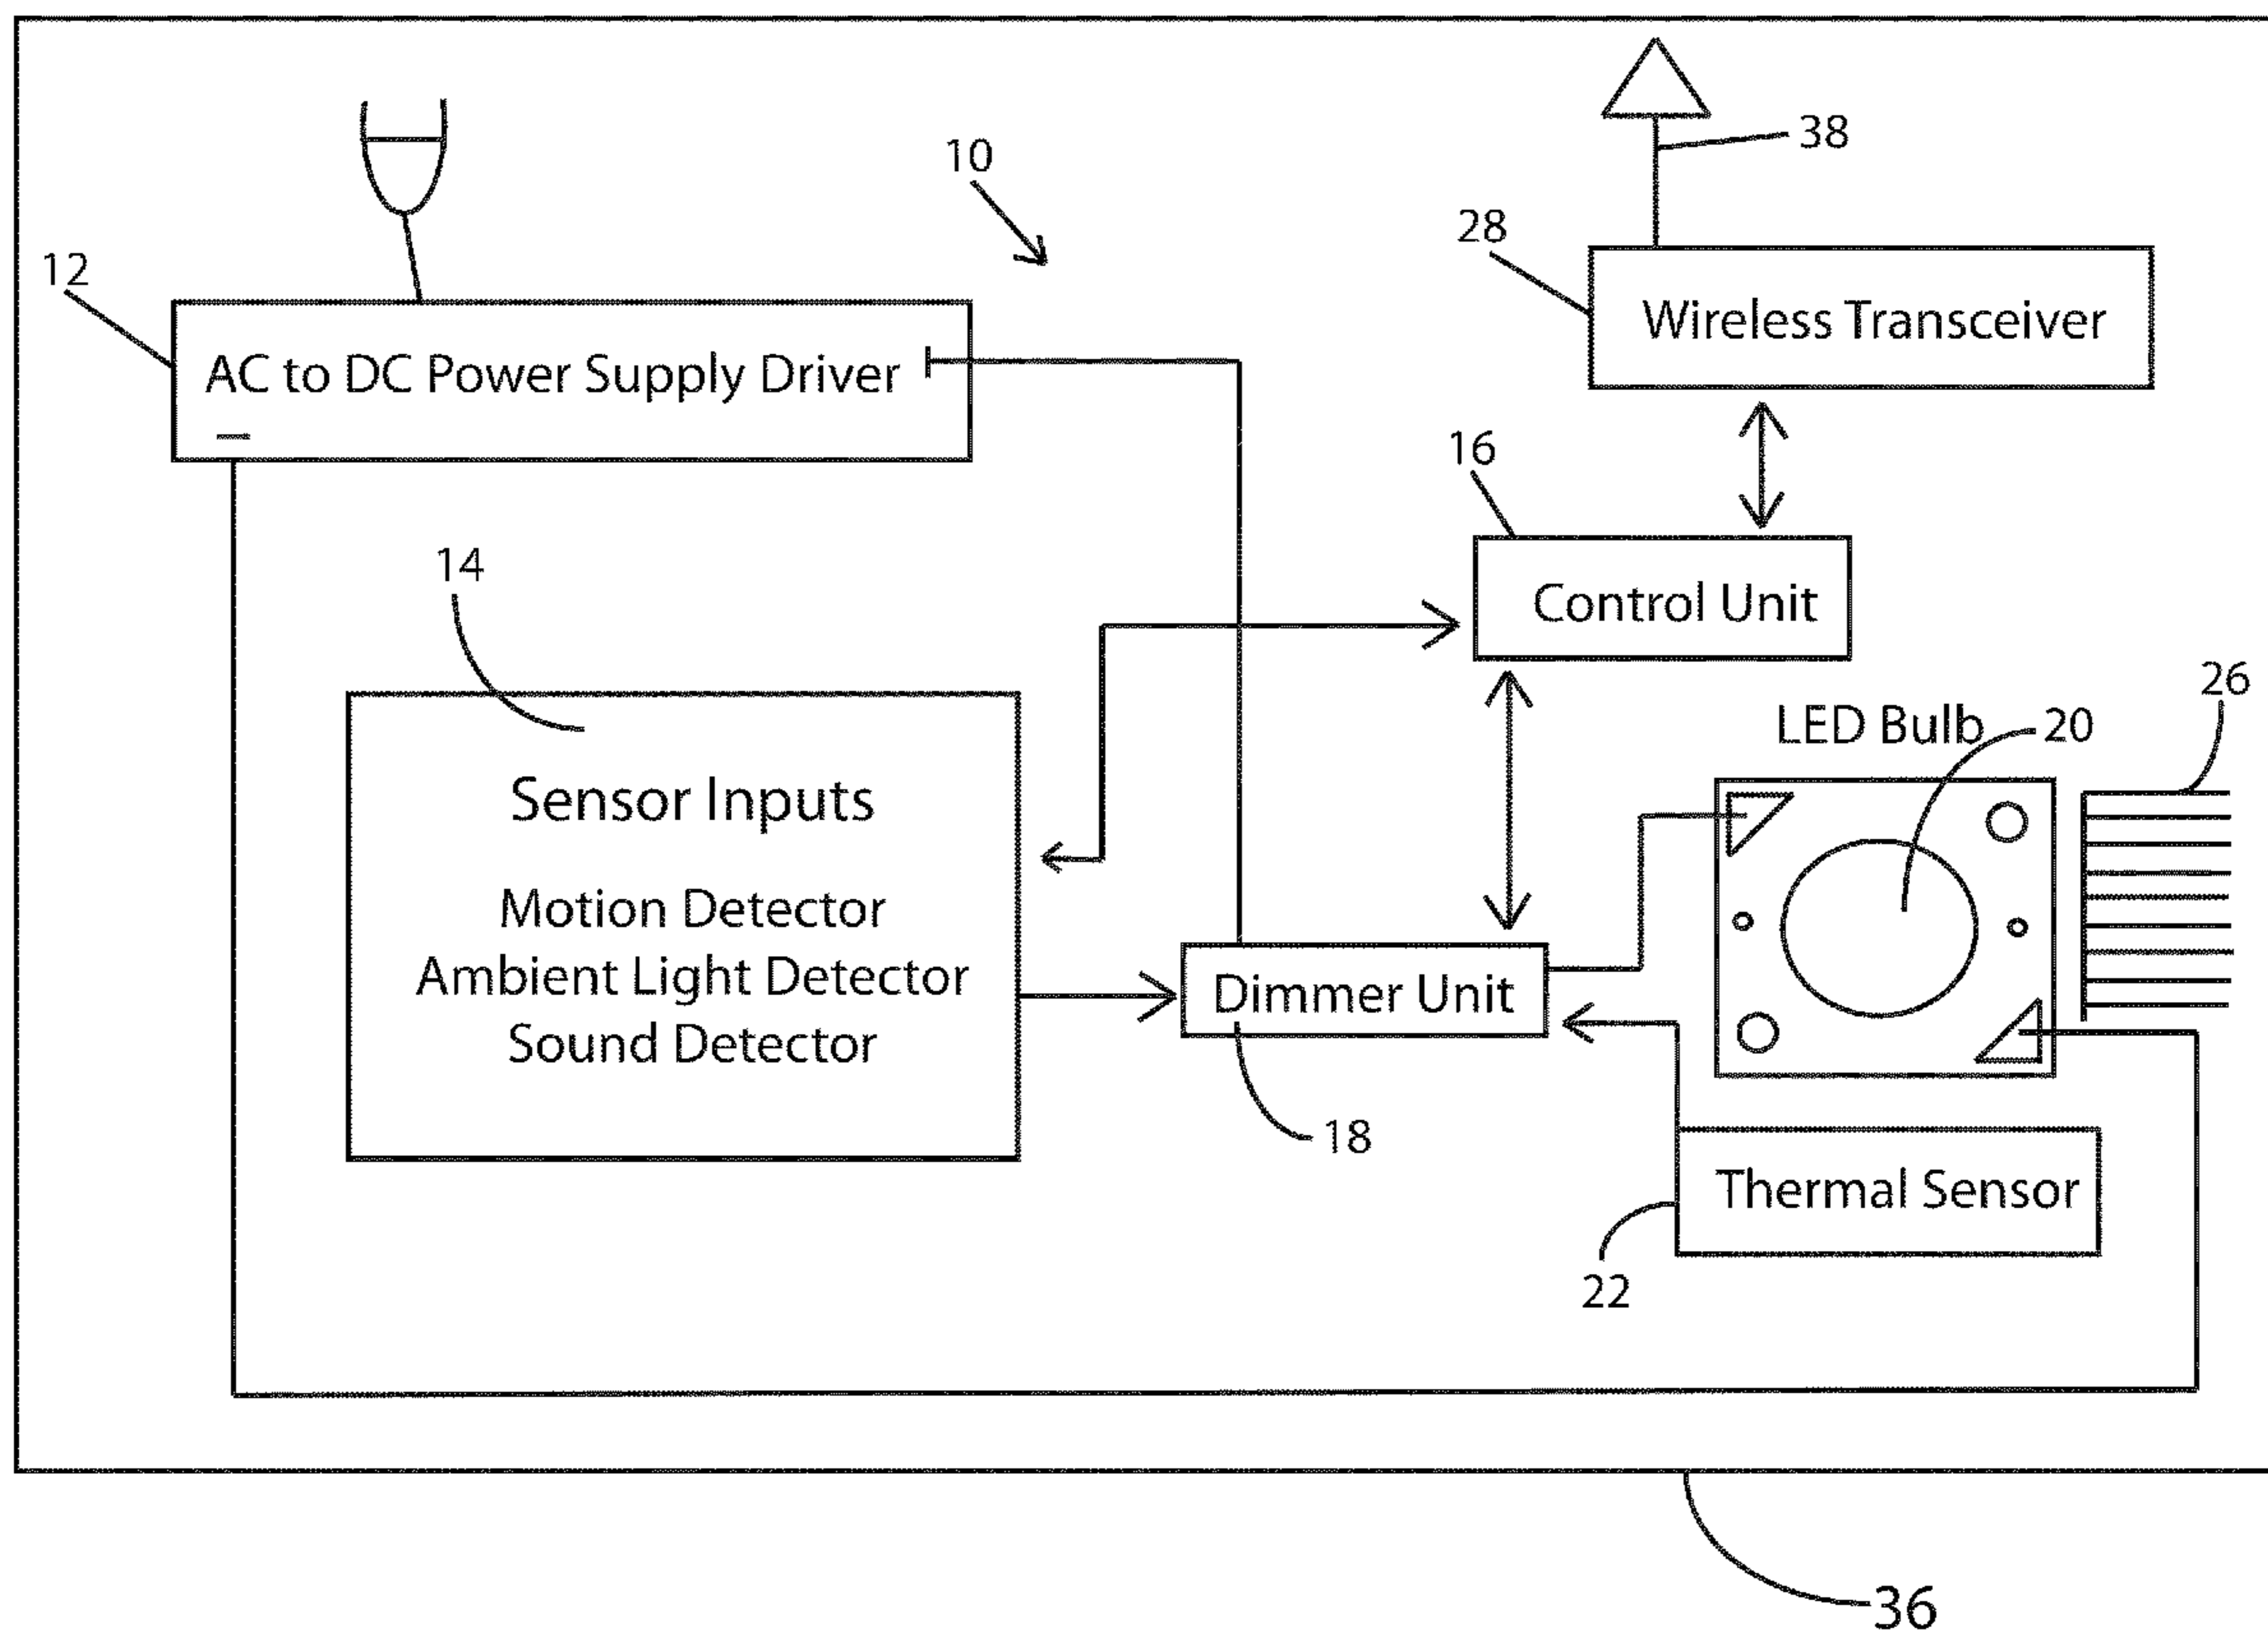 10
38
28
12
Wireless Transceiver
AC to DC Power Supply Driver
–
16
14
Control Unit
26
LED Bulb
20
Sensor Inputs
Motion Detector
Ambient Light Detector
Sound Detector
Dimmer Unit
18
Thermal Sensor
22
36